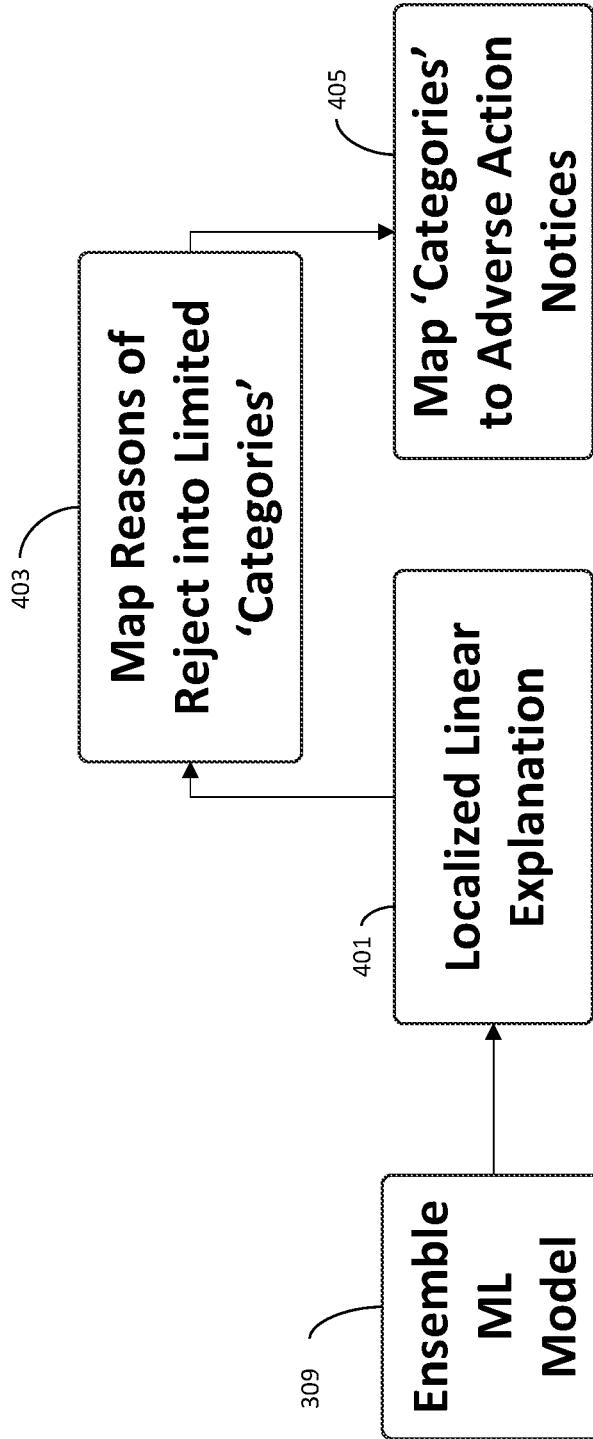 309
Ensemble
ML
Model
401
Localized Linear
Explanation
403
Map Reasons of
Reject into Limited
‘Categories’
405
Map ‘Categories’
to Adverse Action
Notices